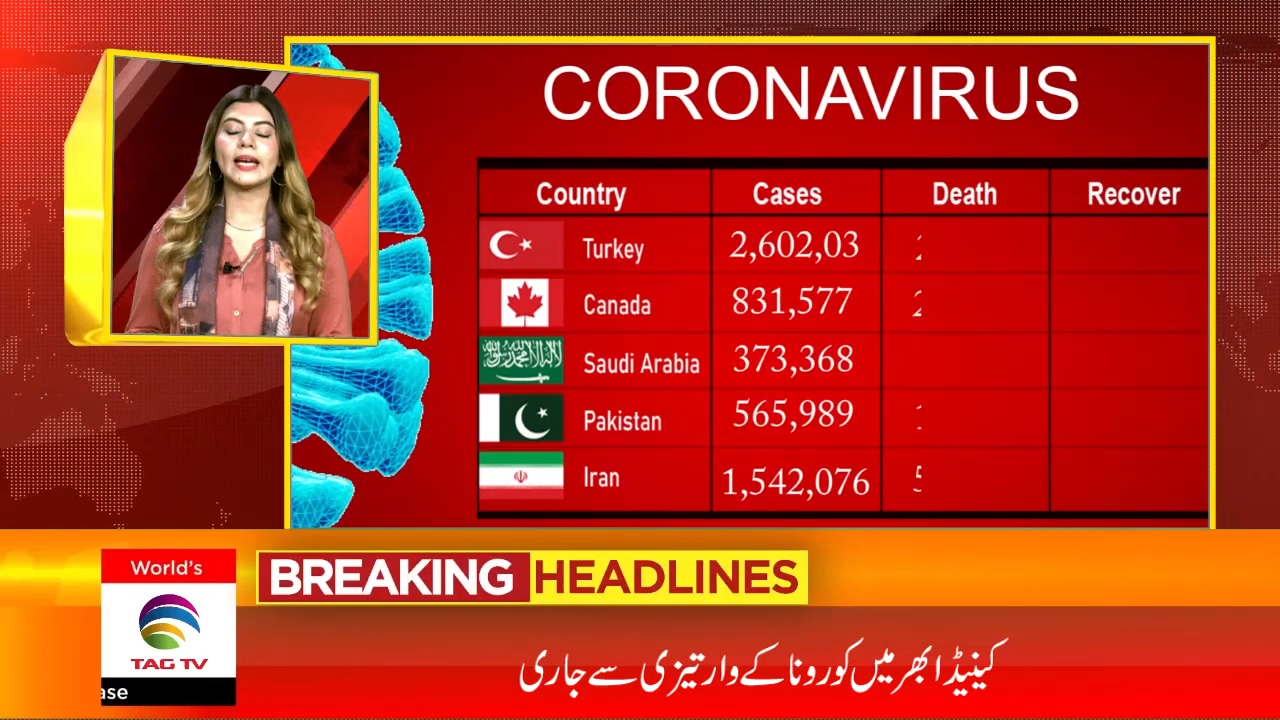 CORONAVIRUS
Country Cases Death Recover
Turkey 2,602,03
Canada 831,577 2
Saudi Arabia 373,368
Pakistan 565,989
Iran 1,542,076
World's
TAG TV
ase
BREAKING HEADLINES
کینیڈا بھر میں کورونا کے وار تیزی سے جاری